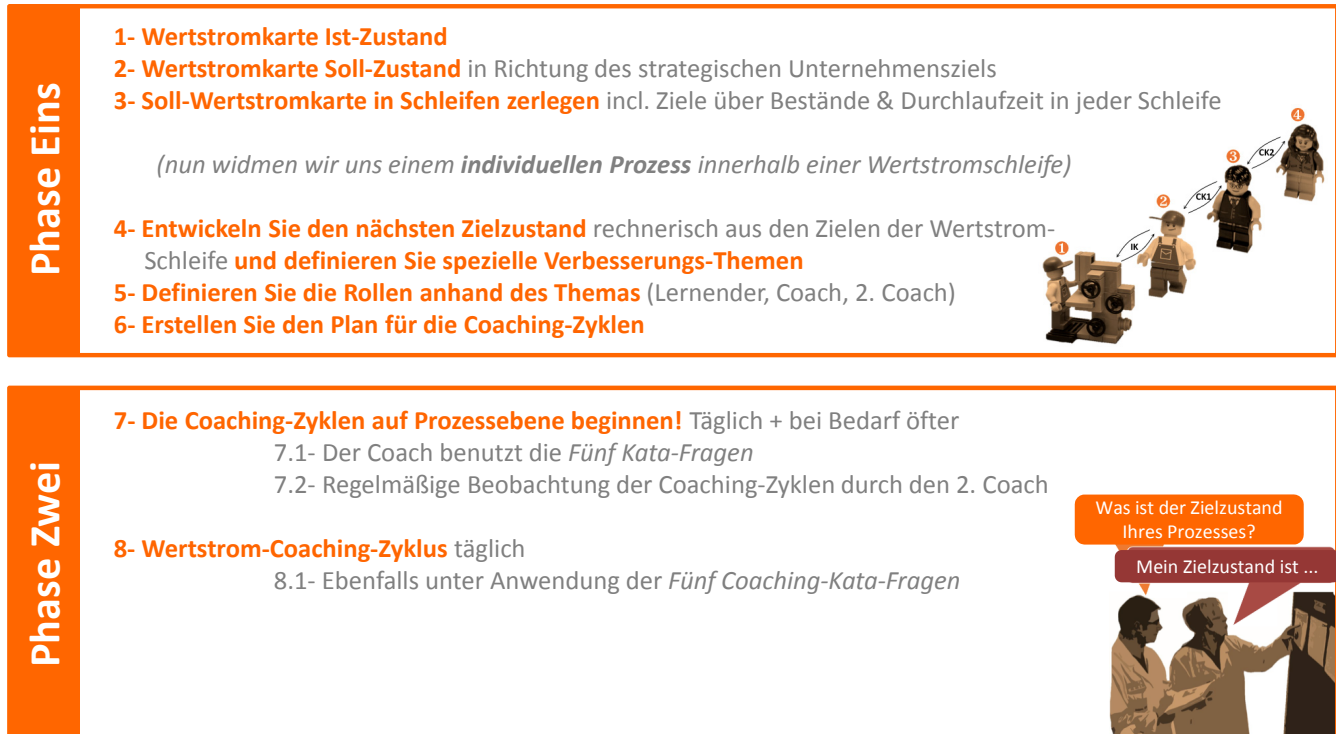 Phase Eins
1- Wertstromkarte Ist-Zustand
2- Wertstromkarte Soll-Zustand in Richtung des strategischen Unternehmensziels
3- Soll-Wertstromkarte in Schleifen zerlegen incl. Ziele über Bestände & Durchlaufzeit in jeder Schleife
(nun widmen wir uns einem individuellen Prozess innerhalb einer Wertstromschleife)
4- Entwickeln Sie den nächsten Zielzustand rechnerisch aus den Zielen der Wertstrom-
Schleife und definieren Sie spezielle Verbesserungs-Themen
5- Definieren Sie die Rollen anhand des Themas (Lernender, Coach, 2. Coach)
6- Erstellen Sie den Plan für die Coaching-Zyklen
❹
CK2
❸
CK1
❷
IK
❶
Phase Zwei
7- Die Coaching-Zyklen auf Prozessebene beginnen! Täglich + bei Bedarf öfter
7.1- Der Coach benutzt die Fünf Kata-Fragen
7.2- Regelmäßige Beobachtung der Coaching-Zyklen durch den 2. Coach
8- Wertstrom-Coaching-Zyklus täglich
8.1- Ebenfalls unter Anwendung der Fünf Coaching-Kata-Fragen
Was ist der Zielzustand
Ihres Prozesses?
Mein Zielzustand ist ...